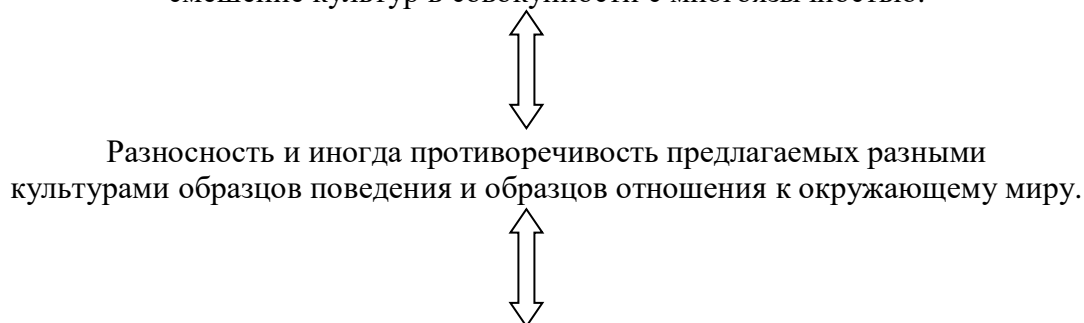 смешение культур в совокупности с многоязычностью.
Разносность и иногда противоречивость предлагаемых разными
культурами образцов поведения и образцов отношения к окружающему миру.